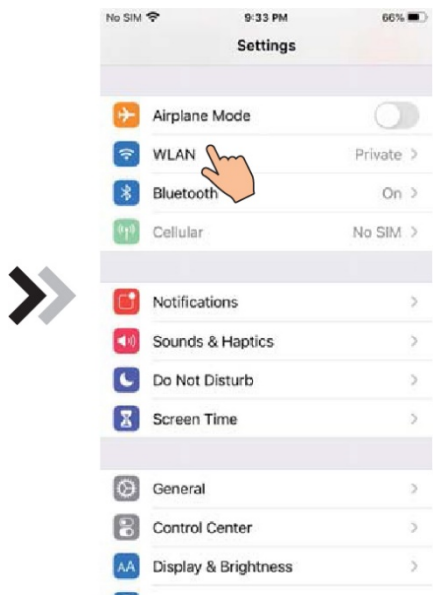 No SIM 9:33 PM 66%
Settings
Airplane Mode
WLAN Private
Bluetooth On
Cellular No SIM
Notifications
Sounds & Haptics
Do Not Disturb
Screen Time
General
Control Center
AA Display & Brightness